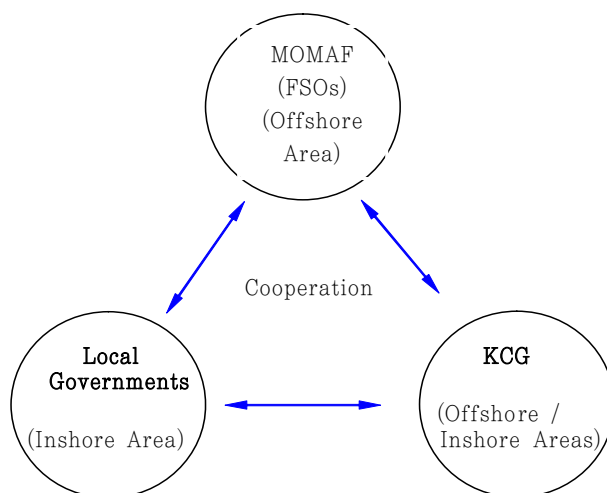 MOMAF
(FSOs)
(Offshore
Area)
Cooperation
Local
Governments
(Inshore Area)
KCG
(Offshore /
Inshore Areas)